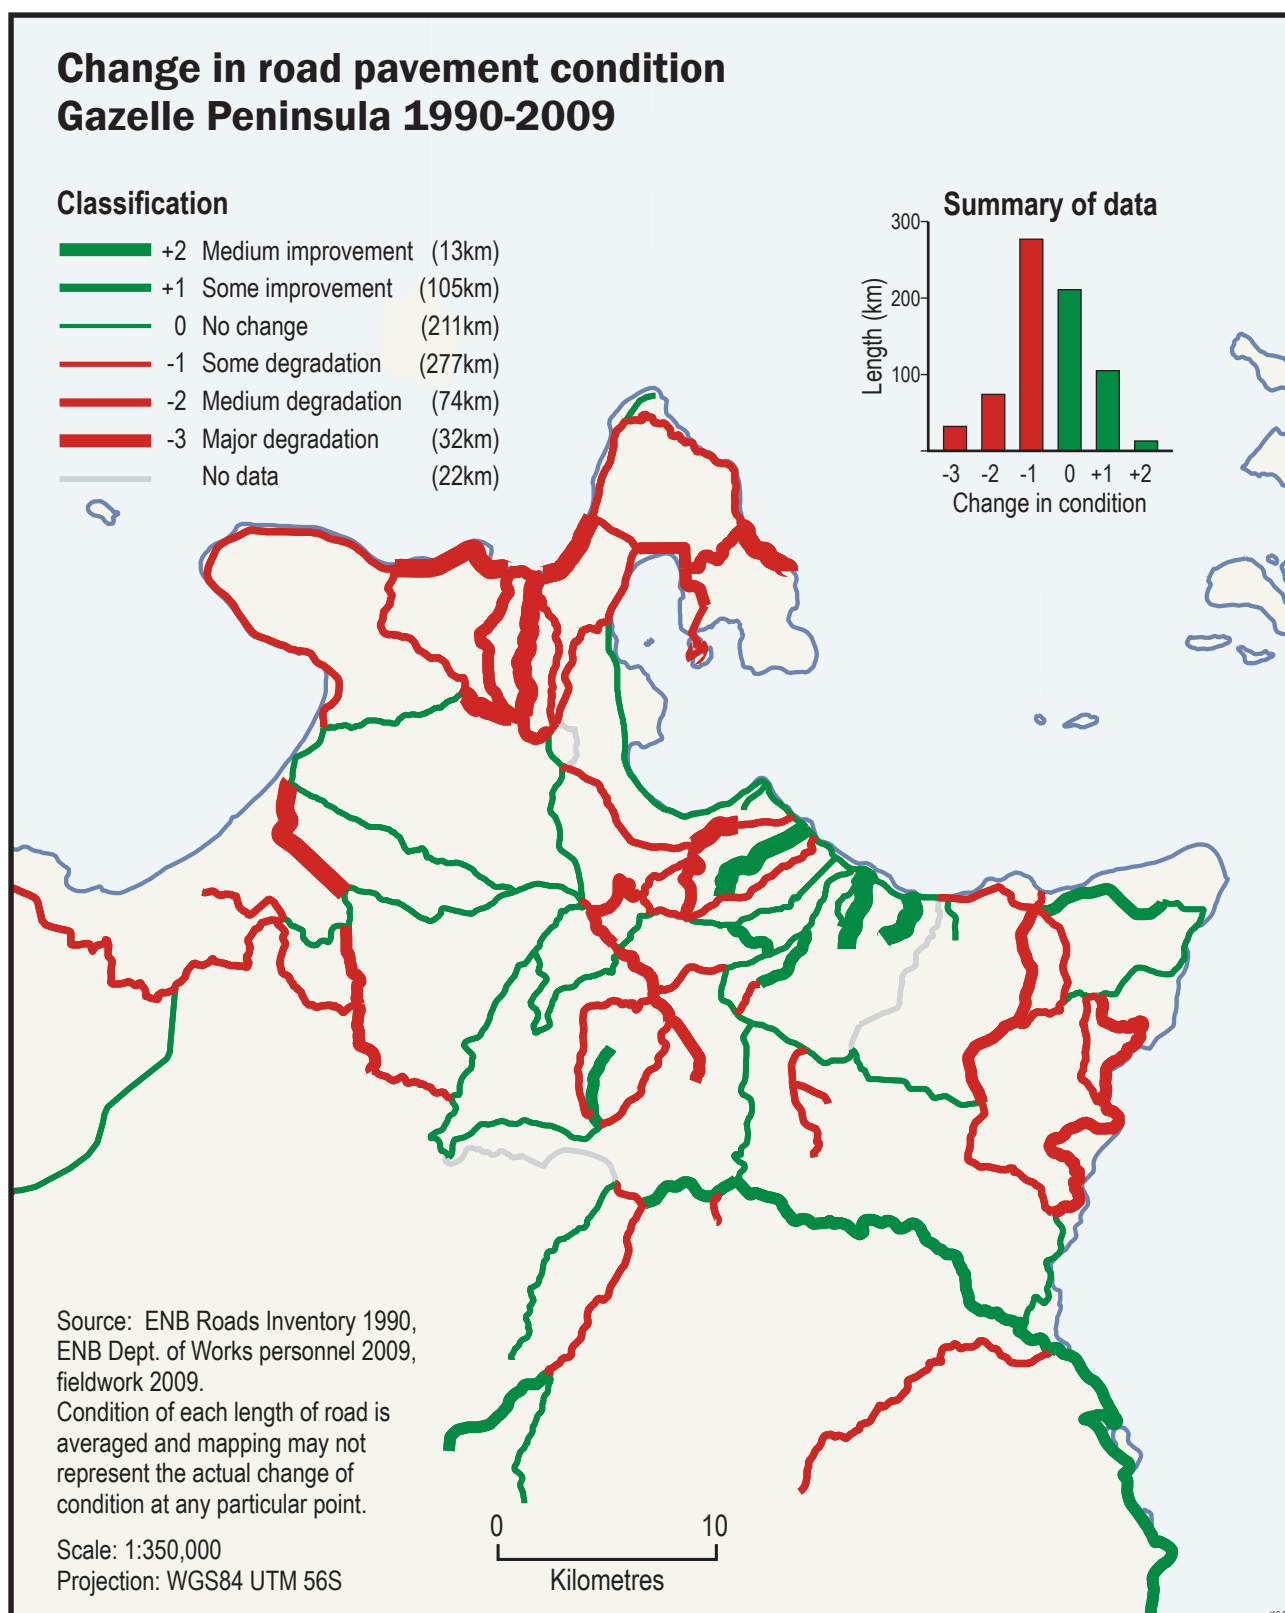 Change in road pavement condition
Gazelle Peninsula 1990-2009
Classification
+2 Medium improvement (13km)
+1 Some improvement (105km)
0 No change (211km)
-1 Some degradation (277km)
-2 Medium degradation (74km)
-3 Major degradation (32km)
No data (22km)
Summary of data
300
200
100
Length (km)
-3 -2 -1 0 +1 +2
Change in condition
Source: ENB Roads Inventory 1990,
ENB Dept. of Works personnel 2009,
fieldwork 2009.
Condition of each length of road is
averaged and mapping may not
represent the actual change of
condition at any particular point.
Scale: 1:350,000
Projection: WGS84 UTM 56S
0 10
Kilometres